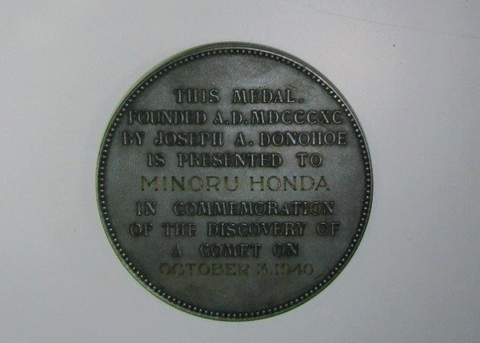 THIS MEDAL.
FOUNDED A.D. MDCCCXC
BY JOSEPH A. DONOHOE
IS PRESENTED TO
MINORU HONDA
IN COMMEMORATION
OF THE DISCOVERY OF
A COMET ON
OCTOBER 3.1940